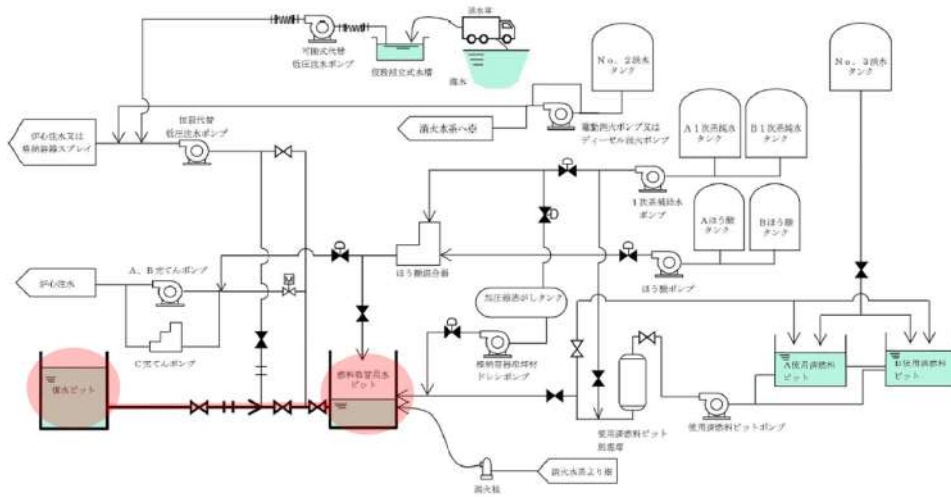 消水車
可搬式代替
低圧注水ポンプ
仮設組立式水槽
海水
No. 2淡水
タンク
No. 3淡水
タンク
恒設代替
低圧注水ポンプ
炉心注水又は
格納容器スプレイ
消火水系へ※
電動消火ポンプ又は
ディーゼル消火ポンプ
A1次系純水
タンク
B1次系純水
タンク
1次系補給水
ポンプ
Aほう酸
タンク
Bほう酸
タンク
ほう酸混合器
ほう酸ポンプ
炉心注水
A、B充てんポンプ
C充てんポンプ
加圧器逃がしタンク
格納容器冷却材
ドレンポンプ
復水ピット
燃料取替用水
ピット
使用済燃料ピット
脱塩塔
使用済燃料ピットポンプ
A使用済燃料
ピット
B使用済燃料
ピット
消火栓
消火水系より※